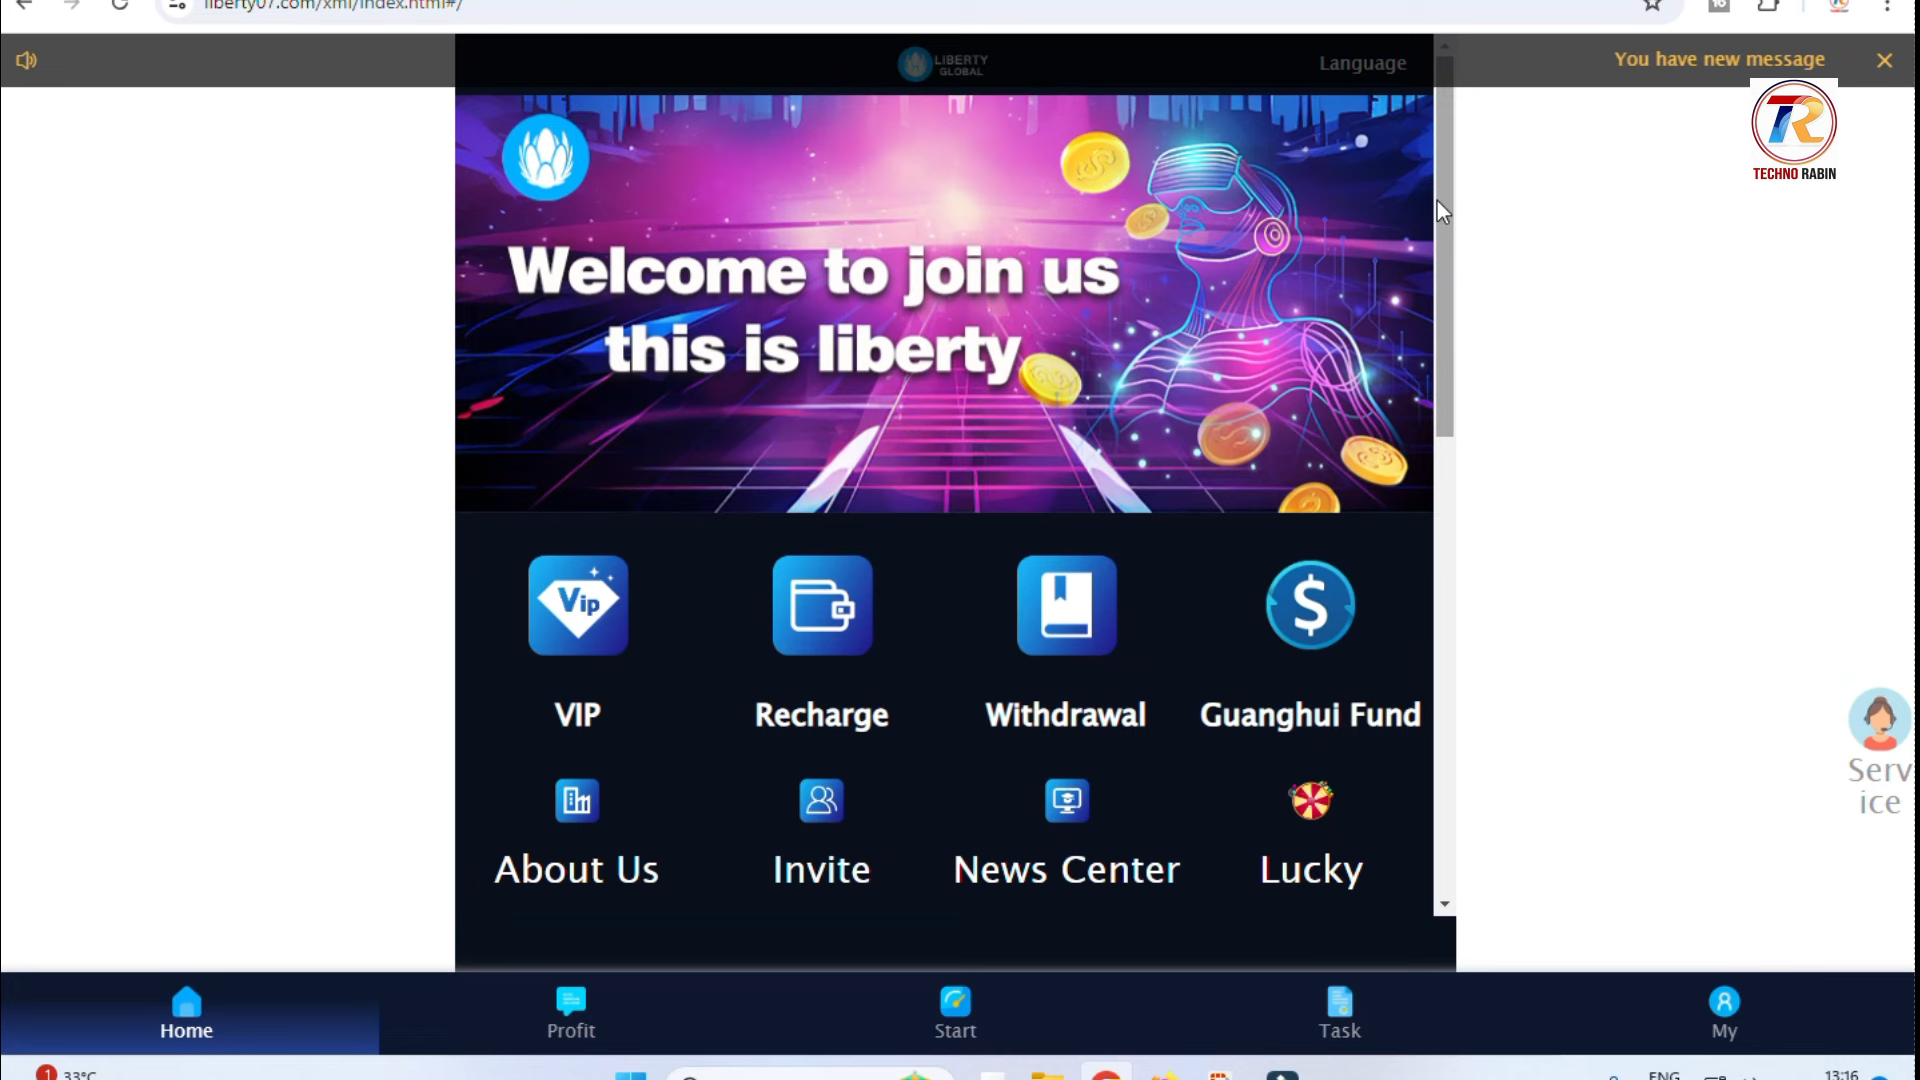 liberty07.com/xml/index.html#/
LIBERTY
GLOBAL
Language
You have new message
TR
TECHNO RABIN
Welcome to join us
this is liberty
Vip
VIP
Recharge
Withdrawal
$
Guanghui Fund
About Us
Invite
News Center
Lucky
Serv
ice
Home
Profit
Start
Task
My
1
33°C
ENG
13:16